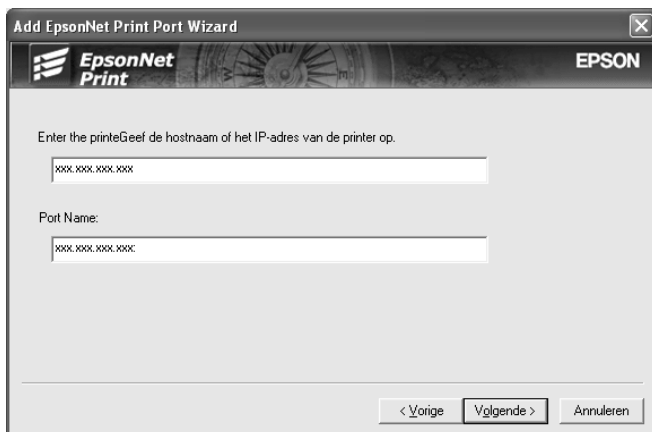 Add EpsonNet Print Port Wizard
EpsonNet
Print
EPSON
Enter the printeGeef de hostnaam of het IP-adres van de printer op.
xxx.xxx.xxx.xxx
Port Name:
xxx.xxx.xxx.xxx:
< Vorige
Volgende >
Annuleren